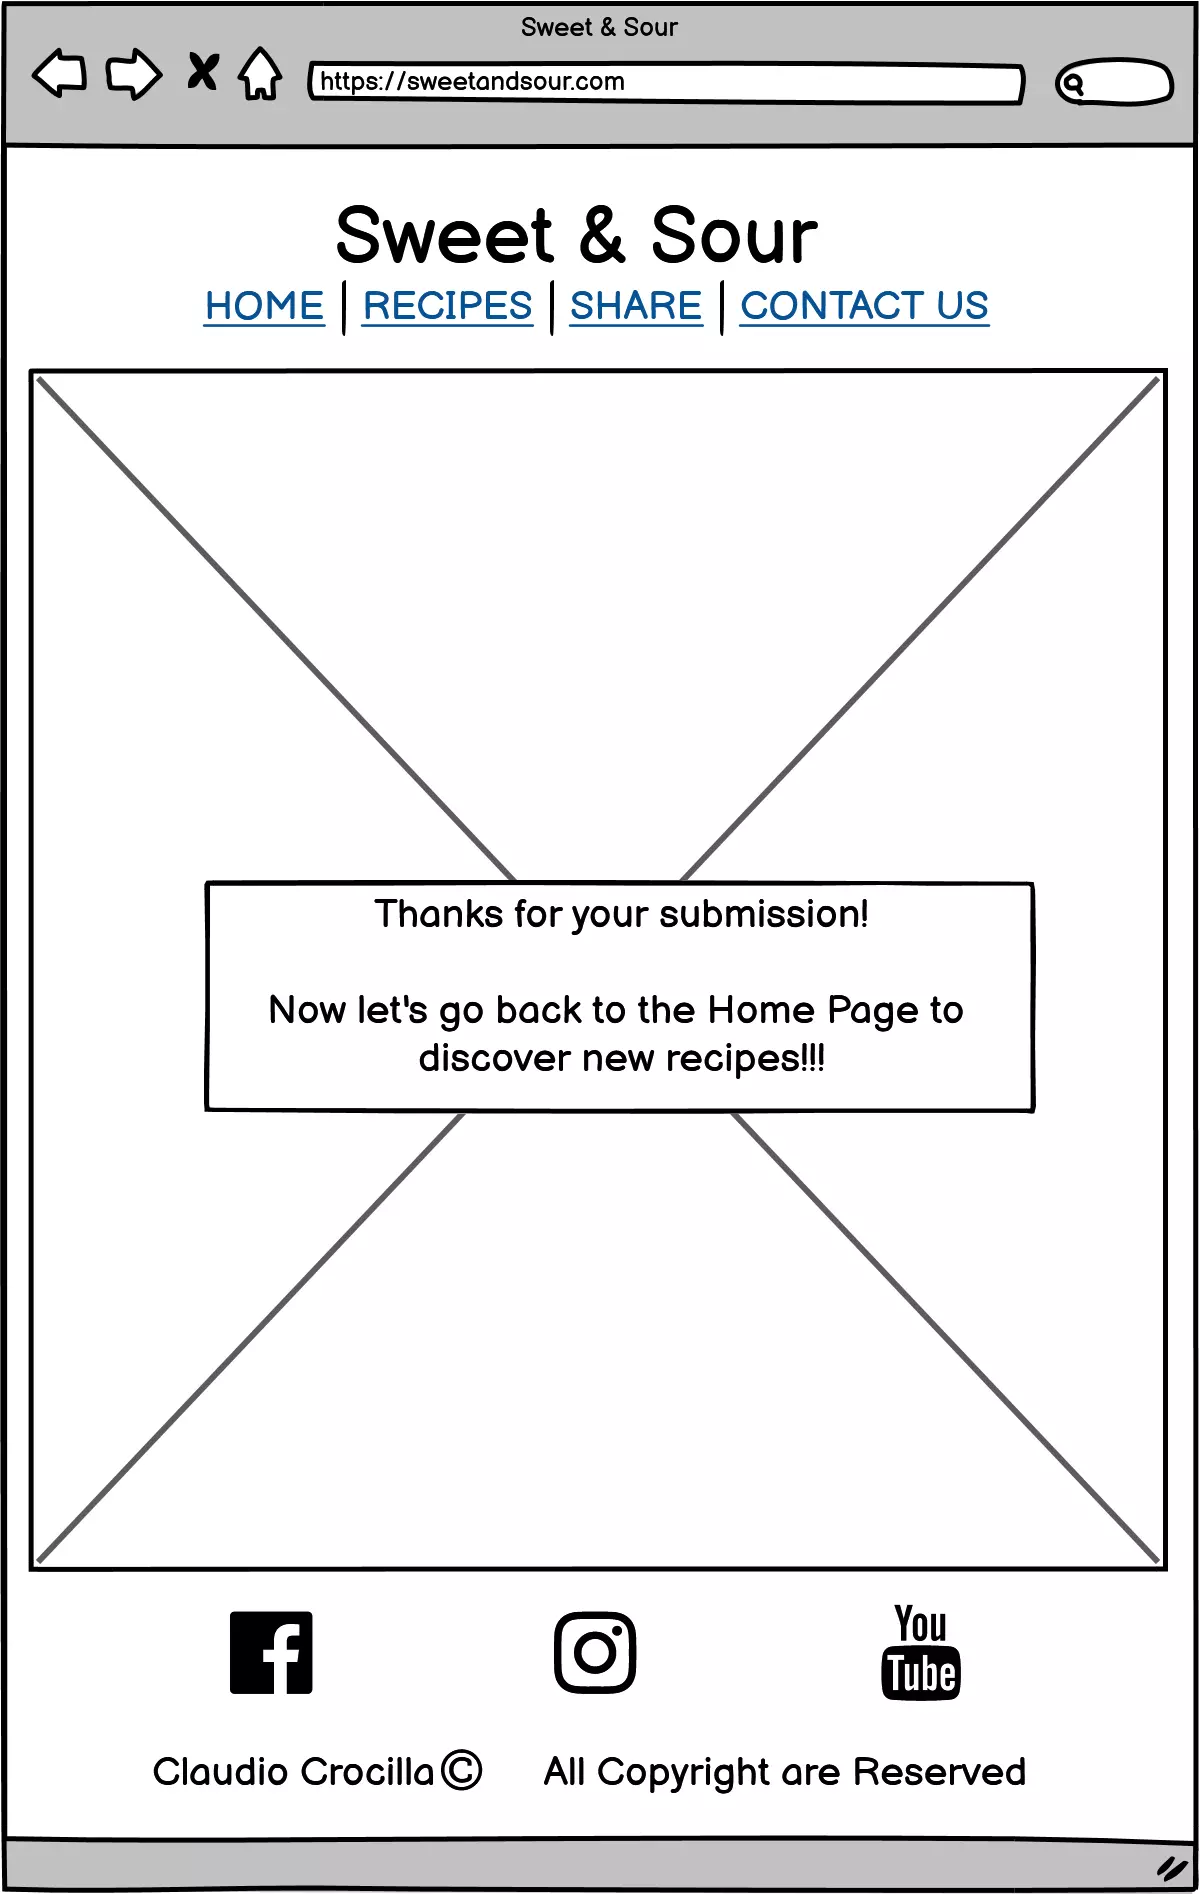 Sweet & Sour
https://sweetandsour.com
Sweet & Sour
HOME | RECIPES | SHARE | CONTACT US
Thanks for your submission!
Now let's go back to the Home Page to
discover new recipes!!!
You
Tube
Claudio Crocilla © All Copyright are Reserved